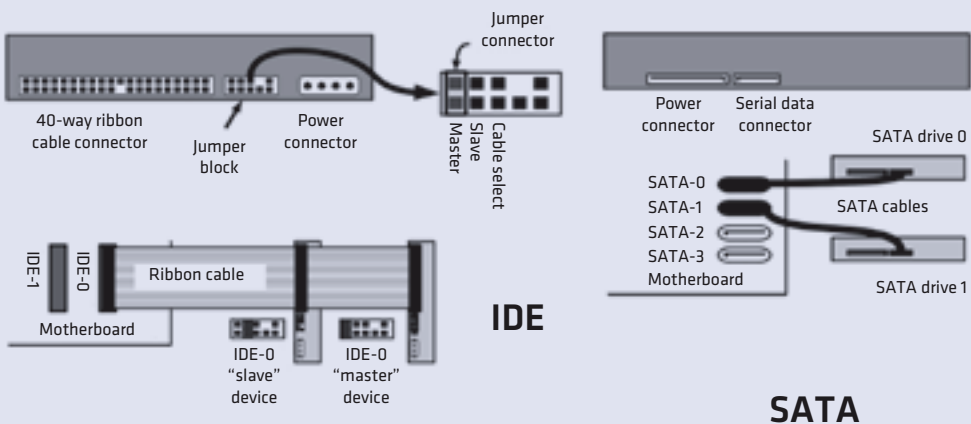 Jumper
connector
40-way ribbon
cable connector
Jumper
block
Power
connector
Master
Slave
Cable select
IDE-1
IDE-0
Ribbon cable
Motherboard
IDE-0
“slave”
device
IDE-0
“master”
device
IDE
Power
connector
Serial data
connector
SATA drive 0
SATA-0
SATA-1
SATA-2
SATA-3
Motherboard
SATA cables
SATA drive 1
SATA